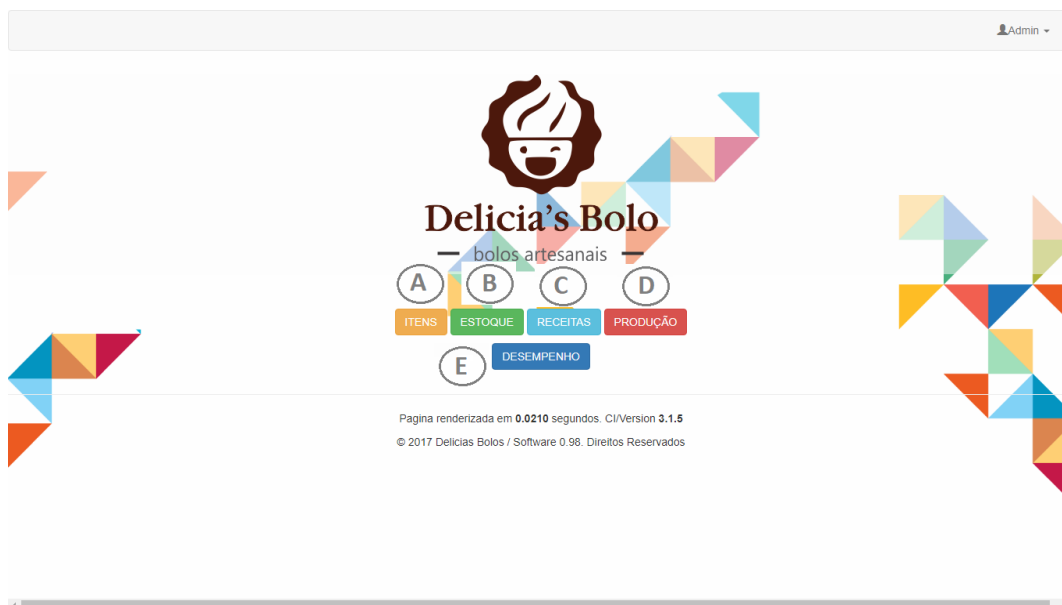 Admin
Delicia's Bolo
bolos artesanais
A B C D
ITENS ESTOQUE RECEITAS PRODUÇÃO
E DESEMPENHO
Pagina renderizada em 0.0210 segundos. CI/Version 3.1.5
© 2017 Delicias Bolos / Software 0.98. Direitos Reservados